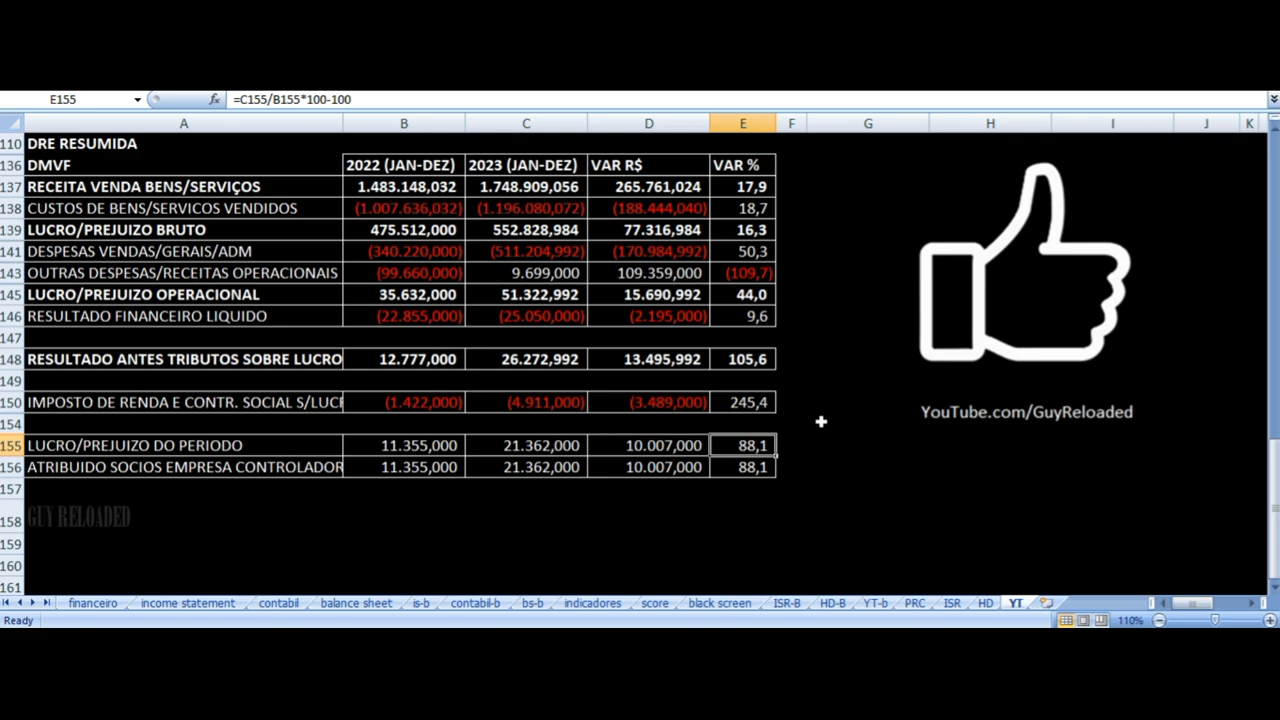 E155 fx =C155/B155*100-100
A B C D E F G H I J K
110 DRE RESUMIDA
136 DMVF 2022 (JAN-DEZ) 2023 (JAN-DEZ) VAR R$ VAR %
137 RECEITA VENDA BENS/SERVIÇOS 1.483.148,032 1.748.909,056 265.761,024 17,9
138 CUSTOS DE BENS/SERVICOS VENDIDOS (1.007.636,032) (1.196.080,072) (188.444,040) 18,7
139 LUCRO/PREJUIZO BRUTO 475.512,000 552.828,984 77.316,984 16,3
141 DESPESAS VENDAS/GERAIS/ADM (340.220,000) (511.204,992) (170.984,992) 50,3
143 OUTRAS DESPESAS/RECEITAS OPERACIONAIS (99.660,000) 9.699,000 109.359,000 (109,7)
145 LUCRO/PREJUIZO OPERACIONAL 35.632,000 51.322,992 15.690,992 44,0
146 RESULTADO FINANCEIRO LIQUIDO (22.855,000) (25.050,000) (2.195,000) 9,6
147
148 RESULTADO ANTES TRIBUTOS SOBRE LUCRO 12.777,000 26.272,992 13.495,992 105,6
149
150 IMPOSTO DE RENDA E CONTR. SOCIAL S/LUCR (1.422,000) (4.911,000) (3.489,000) 245,4
YouTube.com/GuyReloaded
154
155 LUCRO/PREJUIZO DO PERIODO 11.355,000 21.362,000 10.007,000 88,1
156 ATRIBUIDO SOCIOS EMPRESA CONTROLADOR 11.355,000 21.362,000 10.007,000 88,1
157
158 GUY RELOADED
159
160
161
financeiro income statement contabil balance sheet is-b contabil-b bs-b indicadores score black screen ISR-B HD-B YT-b PRC ISR HD YT
Ready 110%